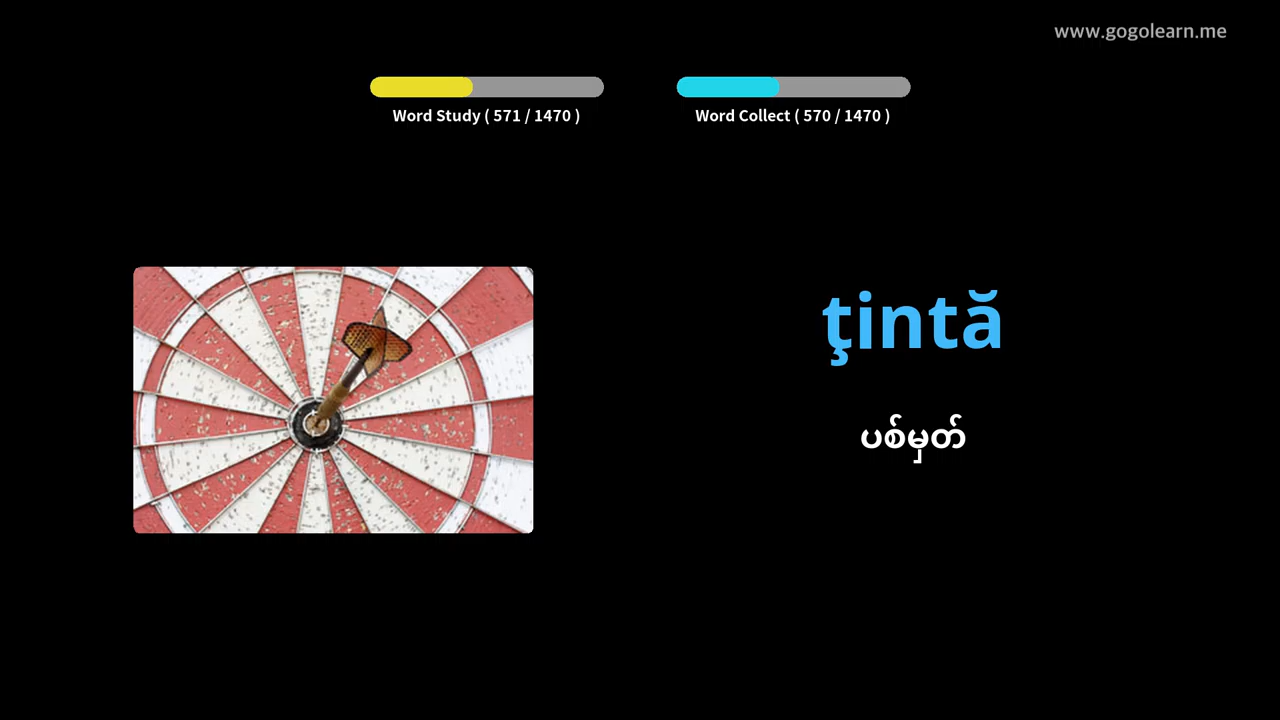 www.gogolearn.me
Word Study ( 571 / 1470 )
Word Collect ( 570 / 1470 )
ţintă
ပစ်မှတ်